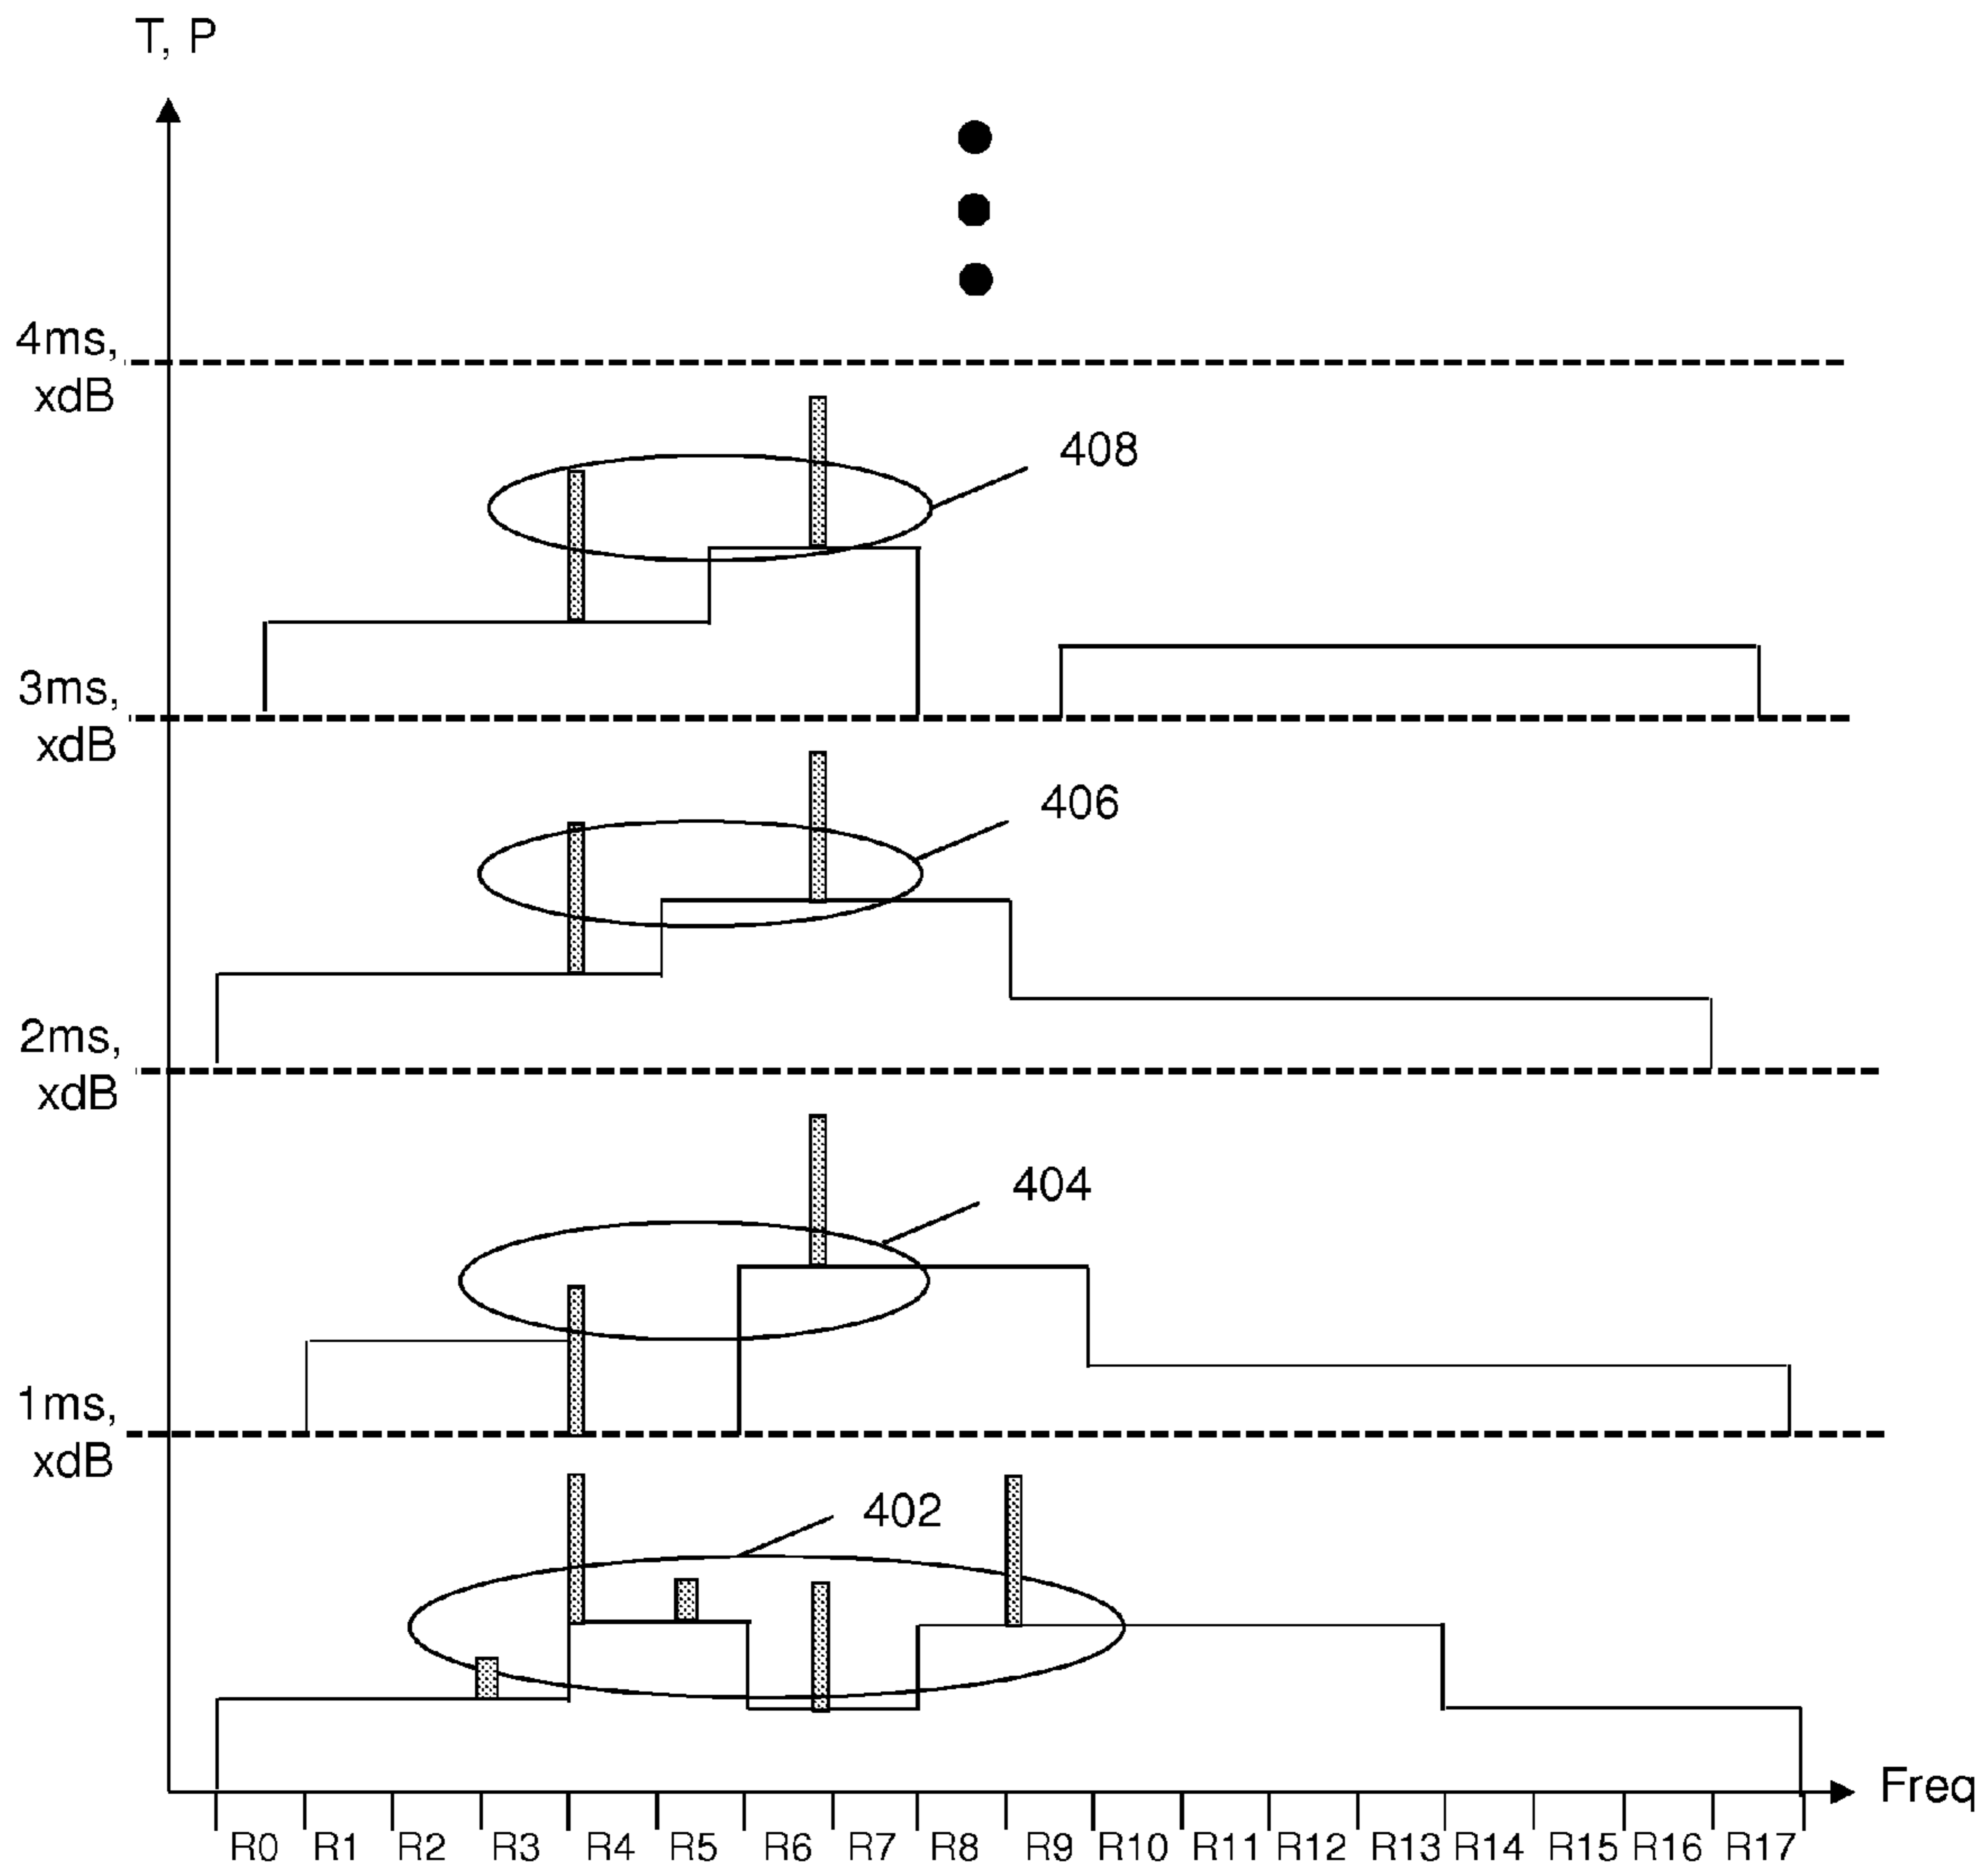 T, P
4ms,
xdB
408
3ms,
xdB
406
2ms,
xdB
404
1ms,
xdB
402
Freq
R0 R1 R2 R3 R4 R5 R6 R7 R8 R9 R10 R11 R12 R13 R14 R15 R16 R17